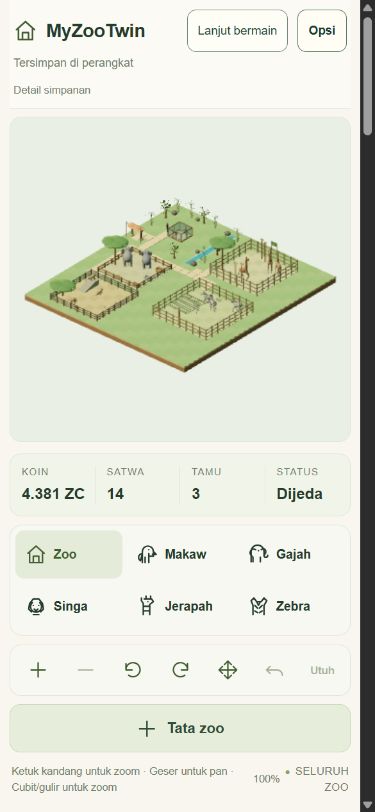 MyZooTwin
Lanjut bermain
Opsi
Tersimpan di perangkat
Detail simpanan
KOIN
SATWA
TAMU
STATUS
4.381 ZC
14
3
Dijeda
Zoo
Makaw
Gajah
Singa
Jerapah
Zebra
Utuh
Tata zoo
Ketuk kandang untuk zoom · Geser untuk pan ·
Cubit/gulir untuk zoom
100%
SELURUH
ZOO